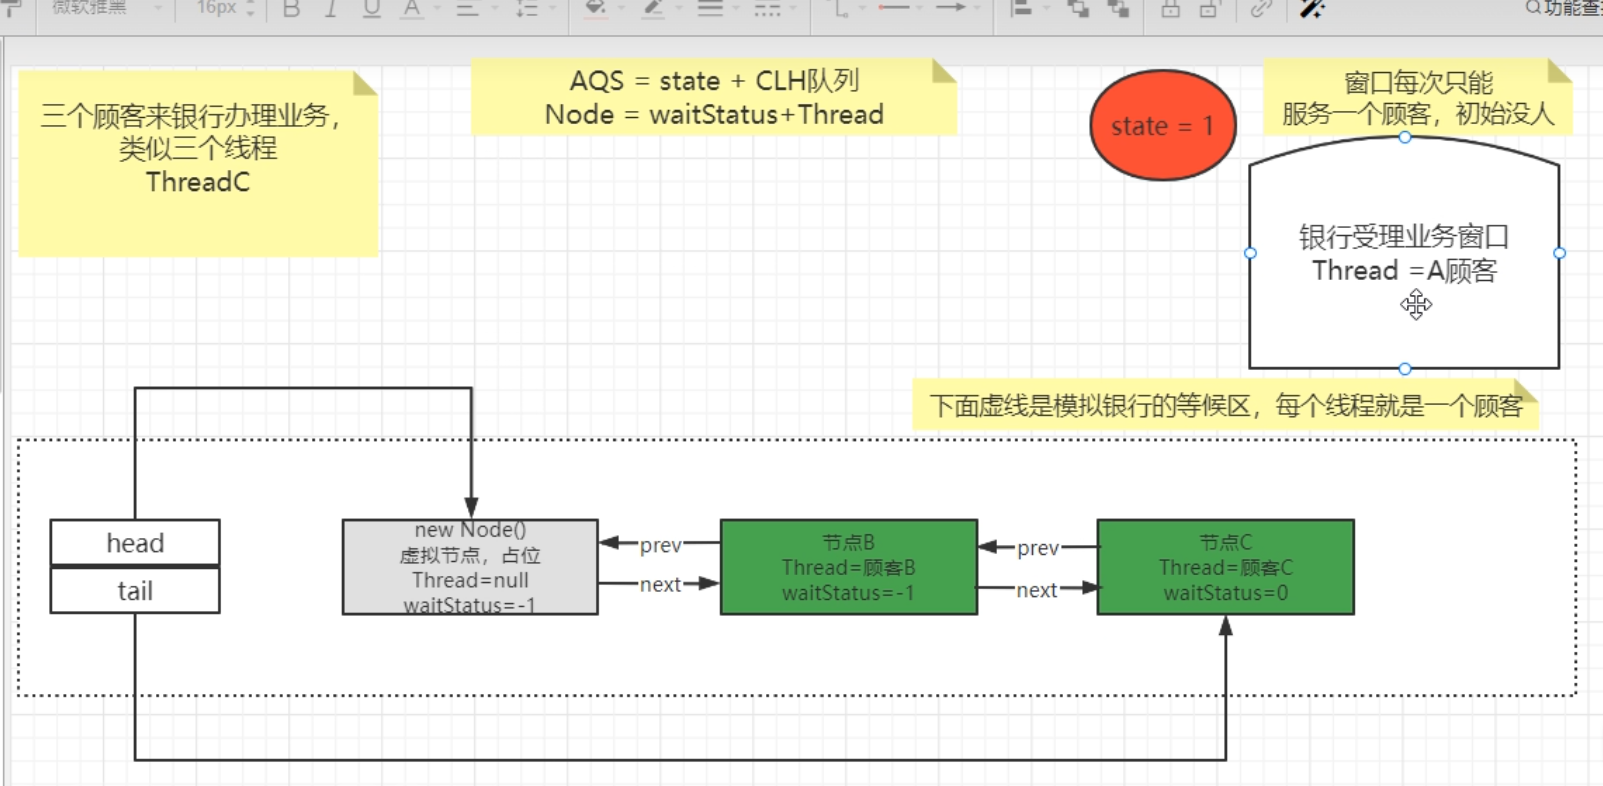 微软雅黑
16px
B
I
U
A
功能查
三个顾客来银行办理业务，
类似三个线程
ThreadC
AQS = state + CLH队列
Node = waitStatus+Thread
state = 1
窗口每次只能
服务一个顾客，初始没人
银行受理业务窗口
Thread =A顾客
下面虚线是模拟银行的等候区，每个线程就是一个顾客
head
tail
new Node()
虚拟节点，占位
Thread=null
waitStatus=-1
prev
next
节点B
Thread=顾客B
waitStatus=-1
prev
next
节点C
Thread=顾客C
waitStatus=0